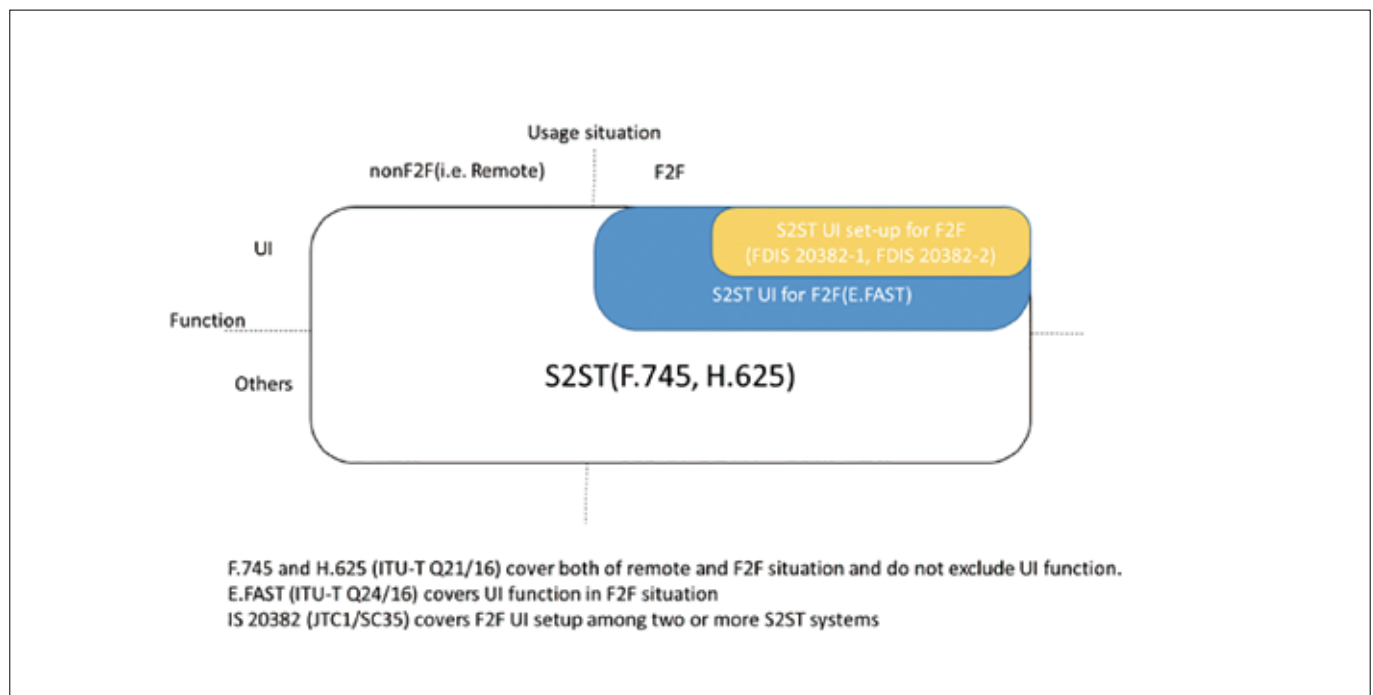 Usage situation
nonF2F(i.e. Remote)
F2F
UI
S2ST UI set-up for F2F
(FDIS 20382-1, FDIS 20382-2)
S2ST UI for F2F(E.FAST)
Function
Others
S2ST(F.745, H.625)
F.745 and H.625 (ITU-T Q21/16) cover both of remote and F2F situation and do not exclude UI function.
E.FAST (ITU-T Q24/16) covers UI function in F2F situation
IS 20382 (JTC1/SC35) covers F2F UI setup among two or more S2ST systems